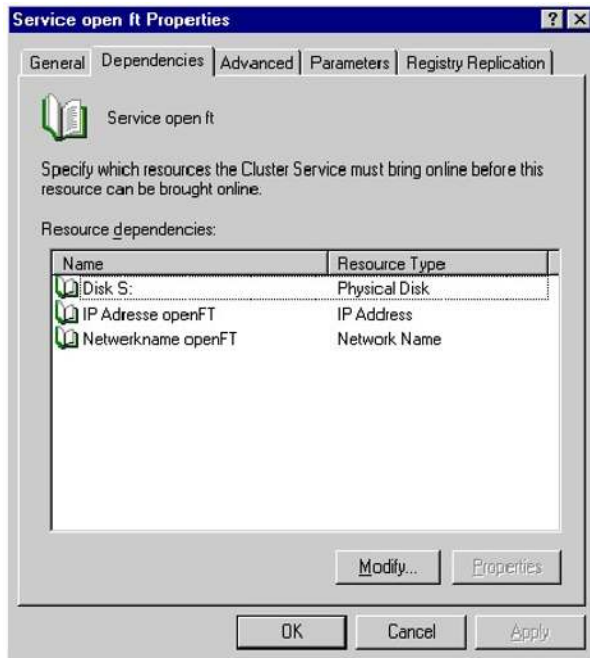 Service open ft Properties
General Dependencies Advanced Parameters Registry Replication
Service open ft
Specify which resources the Cluster Service must bring online before this
resource can be brought online.
Resource dependencies:
Name Resource Type
Disk S: Physical Disk
IP Adresse openFT IP Address
Netwerkname openFT Network Name
Modify... Properties
OK Cancel Apply